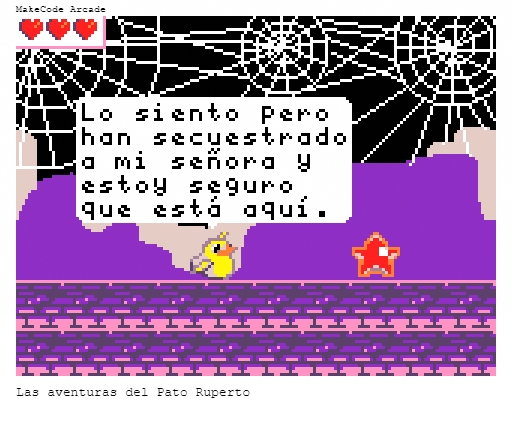 MakeCode Arcade
Lo siento pero
han secuestrado
a mi señora y
estoy seguro
que está aquí.
Las aventuras del Pato Ruperto